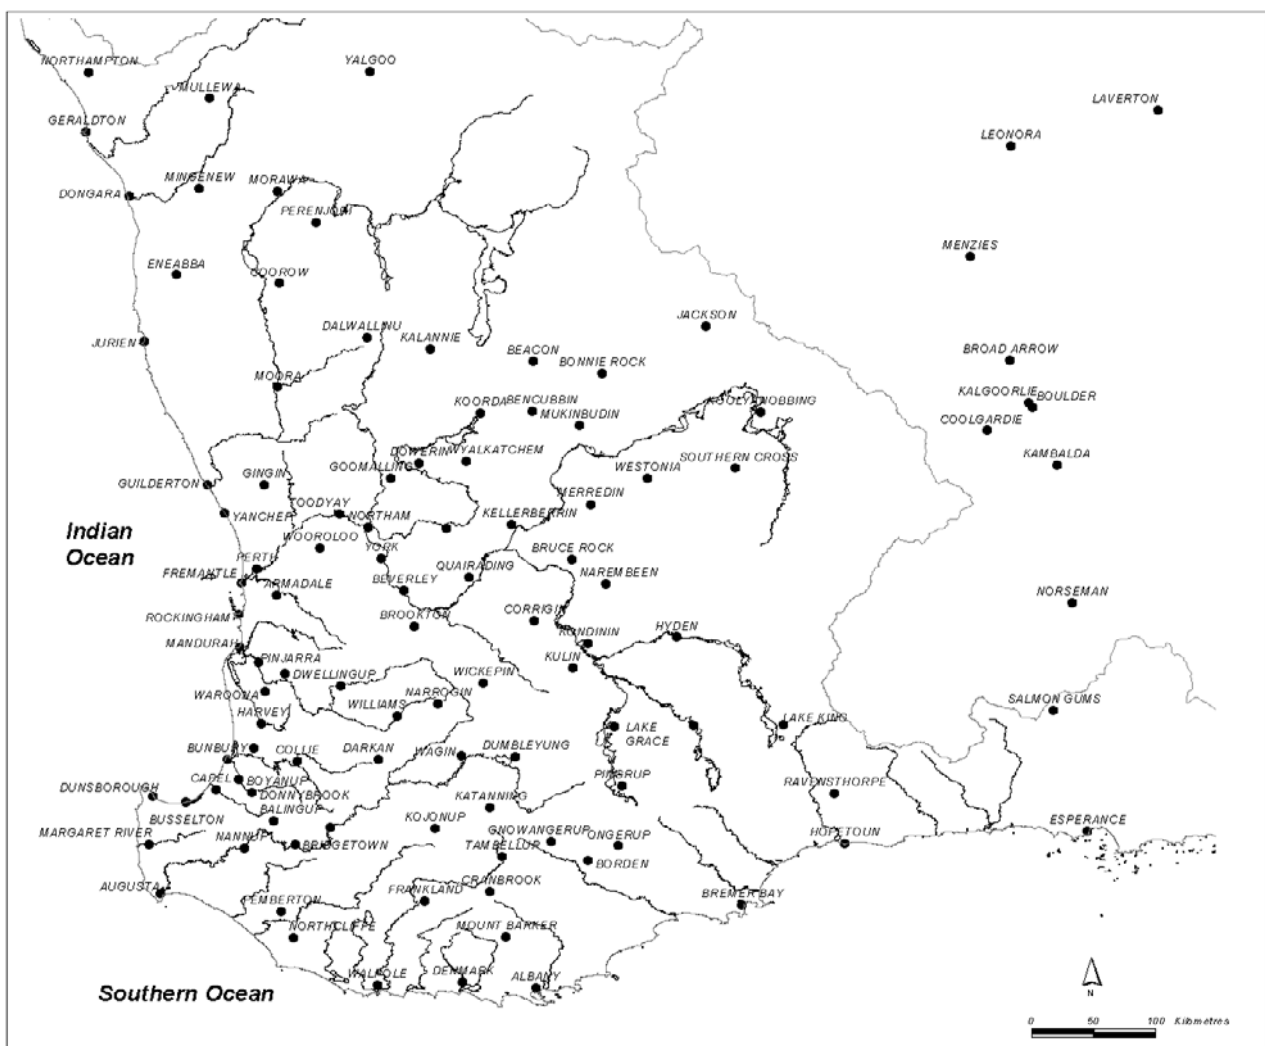 NORTHAMPTON
YALGOO
MULLEWA
LAVERTON
GERALDTON
LEONORA
MINGENEW
MORAWA
DONGARA
PERENJORI
MENZIES
ENEABBA
COOROW
JACKSON
DALWALLINU
KALANNIE
JURIEN
BEACON
BONNIE ROCK
BROAD ARROW
MOORA
KALGOORLIE
BOULDER
KOORDA
BENCUBBIN
KOOLYANOBBING
MUKINBUDIN
COOLGARDIE
DOWERIN
WYALKATCHEM
GOOMALLING
WESTONIA
SOUTHERN CROSS
KAMBALDA
GINGIN
GUILDERTON
MERREDIN
TOODYAY
YANCHEP
NORTHAM
KELLERBERRIN
Indian
Ocean
WOOROLOO
YORK
BRUCE ROCK
PERTH
QUAIRADING
FREMANTLE
ARMADALE
BEVERLEY
NAREMBEEN
NORSEMAN
ROCKINGHAM
BROOKTON
CORRIGIN
HYDEN
MANDURAH
KONDININ
PINJARRA
KULIN
DWELLINGUP
WICKEPIN
WAROONA
NARROGIN
SALMON GUMS
WILLIAMS
HARVEY
LAKE KING
LAKE
GRACE
BUNBURY
COLLIE
DARKAN
WAGIN
DUMBLEYUNG
CAPEL
BOYANUP
PINGRUP
RAVENSTHORPE
DUNSBOROUGH
DONNYBROOK
KATANNING
BALINGUP
BUSSELTON
ESPERANCE
MARGARET RIVER
NANNUP
KOJONUP
GNOWANGERUP
ONGERUP
HOPETOUN
BRIDGETOWN
TAMBELLUP
BORDEN
AUGUSTA
CRANBROOK
FRANKLAND
BREMER BAY
PEMBERTON
NORTHCLIFFE
MOUNT BARKER
WALPOLE
DENMARK
ALBANY
Southern Ocean
N
0 50 100 Kilometres